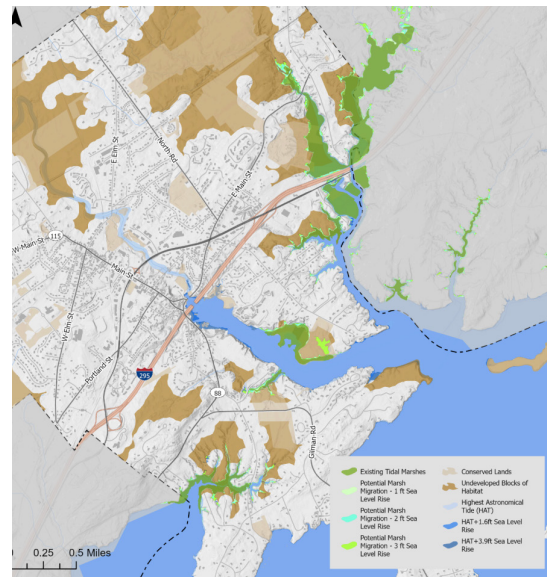 North Rd
E Elm St
E Main St
W Main St
115
Main St
W Elm St
Portland St
295
88
Gilman Rd
0.25 0.5 Miles
Existing Tidal Marshes
Potential Marsh
Migration - 1 ft Sea
Level Rise
Potential Marsh
Migration - 2 ft Sea
Level Rise
Potential Marsh
Migration - 3 ft Sea
Level Rise
Conserved Lands
Undeveloped Blocks of
Habitat
Highest Astronomical
Tide (HAT)
HAT+1.6ft Sea Level
Rise
HAT+3.9ft Sea Level
Rise